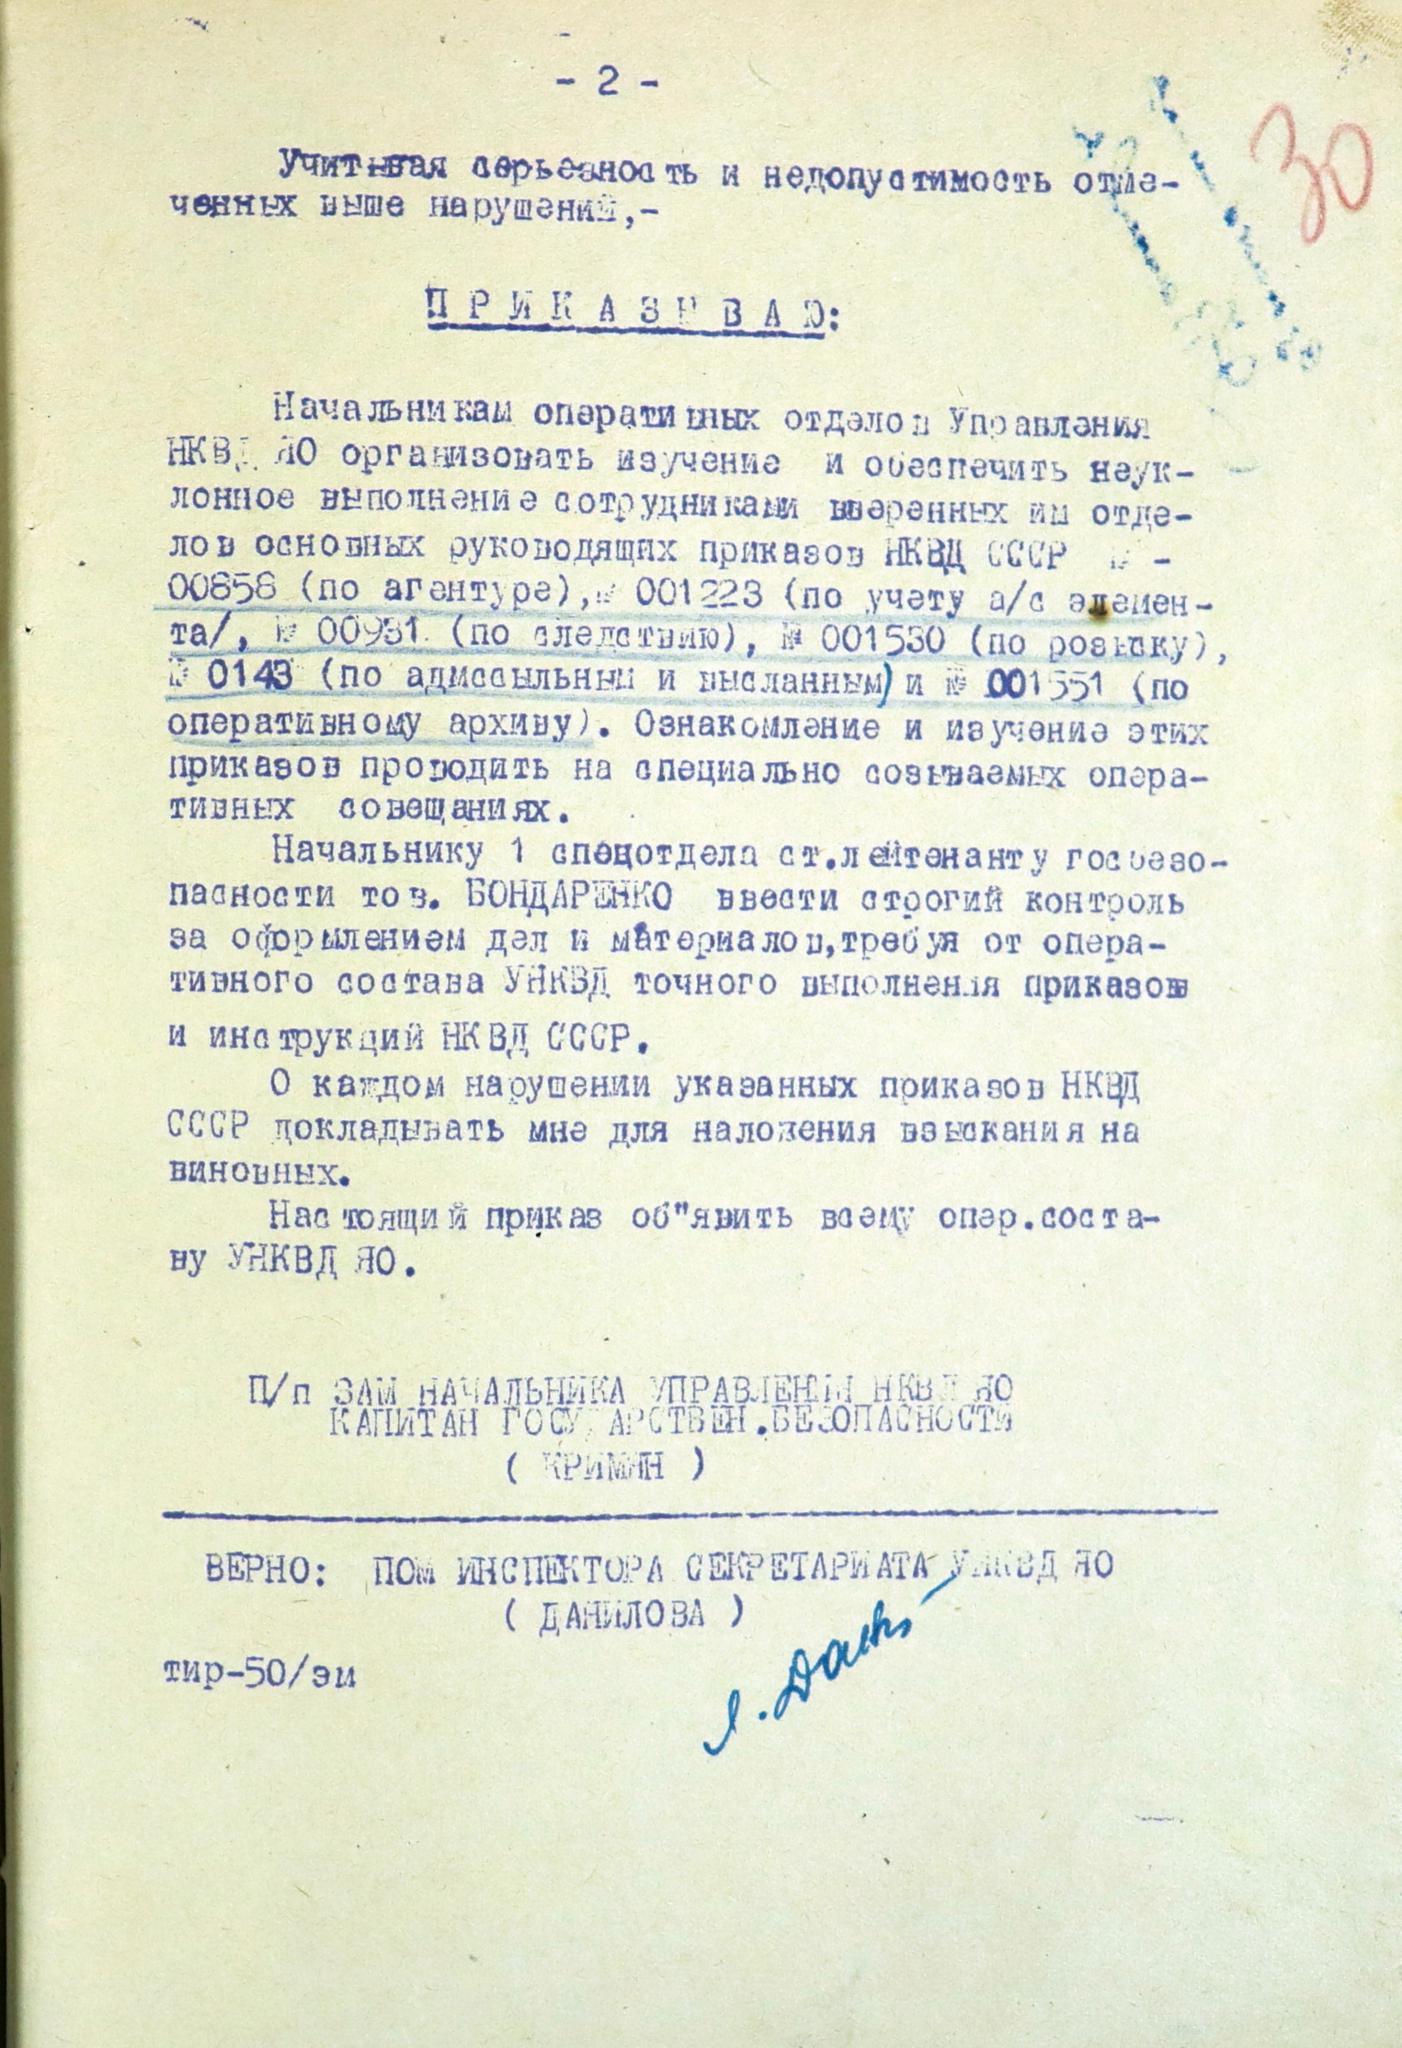 - 2 -
30
Учитывая серьезность и недопустимость отме-
ченных выше нарушений,-
П Р И К А З Ы В А Ю:
Начальникам оперативных отделов Управления
НКВД ЯО организовать изучение и обеспечить неук-
лонное выполнение сотрудниками вверенных им отде-
лов основных руководящих приказов НКВД СССР № -
00858 (по агентуре),№ 001223 (по учету а/с элемен-
та/, № 00931 (по следствию), № 001530 (по розыску),
№ 0143 (по адмссыльным и высланным) и № 001551 (по
оперативному архиву). Ознакомление и изучение этих
приказов проводить на специально созываемых опера-
тивных совещаниях.
Начальнику 1 спецотдела ст.лейтенанту госбезо-
пасности тов. БОНДАРЕНКО ввести строгий контроль
за оформлением дел и материалов,требуя от опера-
тивного состава УНКВД точного выполнения приказов
и инструкций НКВД СССР.
О каждом нарушении указанных приказов НКВД
СССР докладывать мне для наложения взыскания на
виновных.
Настоящий приказ об"явить всему опер.соста-
ву УНКВД ЯО.
П/п ЗАМ НАЧАЛЬНИКА УПРАВЛЕНИЯ НКВД ЯО
КАПИТАН ГОСУДАРСТВЕН.БЕЗОПАСНОСТИ
( КРИМЯН )
ВЕРНО: ПОМ ИНСПЕКТОРА СЕКРЕТАРИАТА УНКВД ЯО
( ДАНИЛОВА )
тир-50/эи